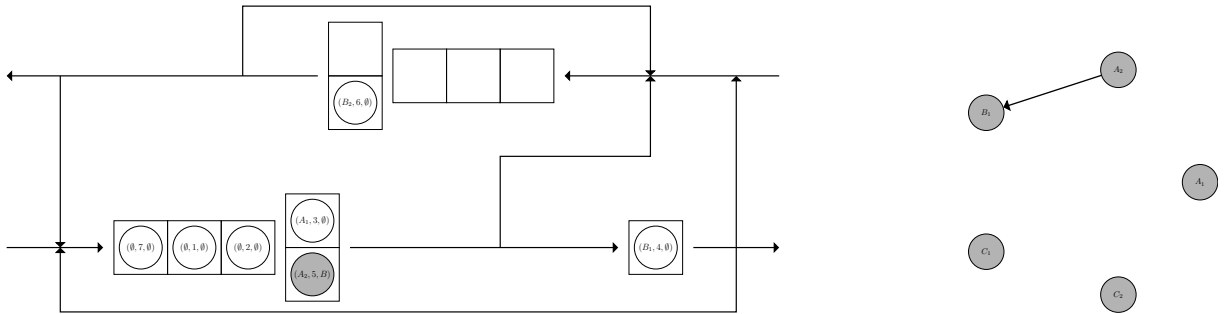 (B₂, 6, ∅)
(∅, 7, ∅) (∅, 1, ∅) (∅, 2, ∅)
(A₁, 3, ∅)
(A₂, 5, B)
(B₁, 4, ∅)
A₂
B₁
A₁
C₁
C₂